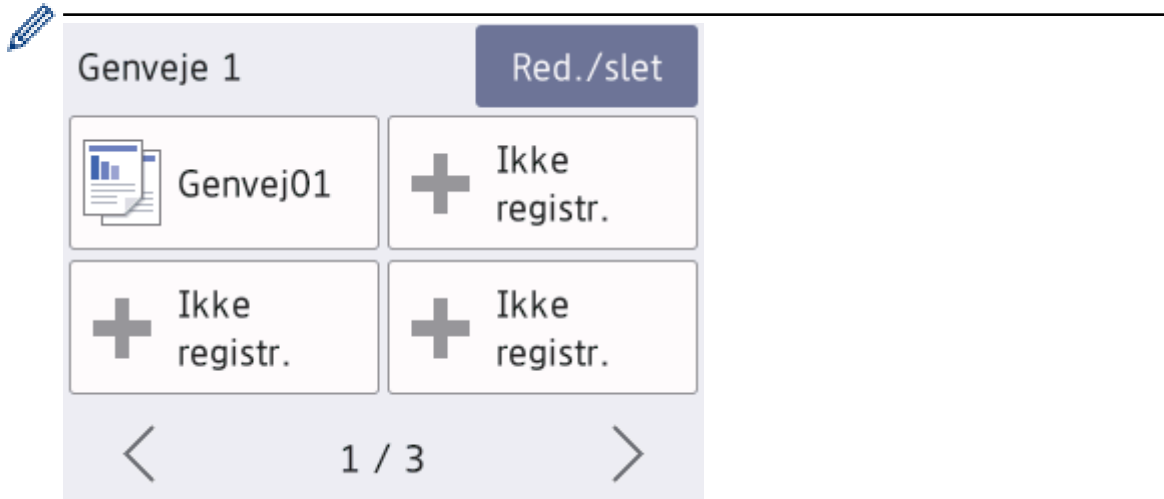 Genveje 1
Red./slet
Genvej01
Ikke
registr.
Ikke
registr.
Ikke
registr.
1 / 3